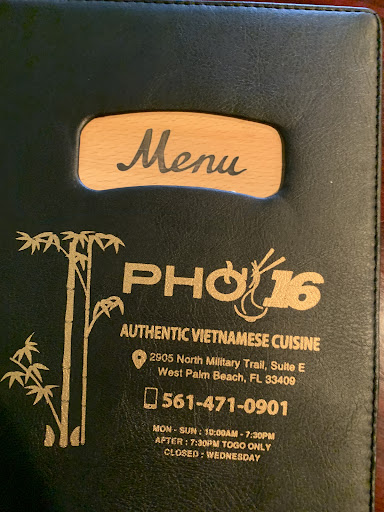 Menu
PHỞ 16
AUTHENTIC VIETNAMESE CUISINE
2905 North Military Trail, Suite E
West Palm Beach, FL 33409
561-471-0901
MON - SUN : 10:00AM - 7:30PM
AFTER : 7:30PM TOGO ONLY
CLOSED : WEDNESDAY